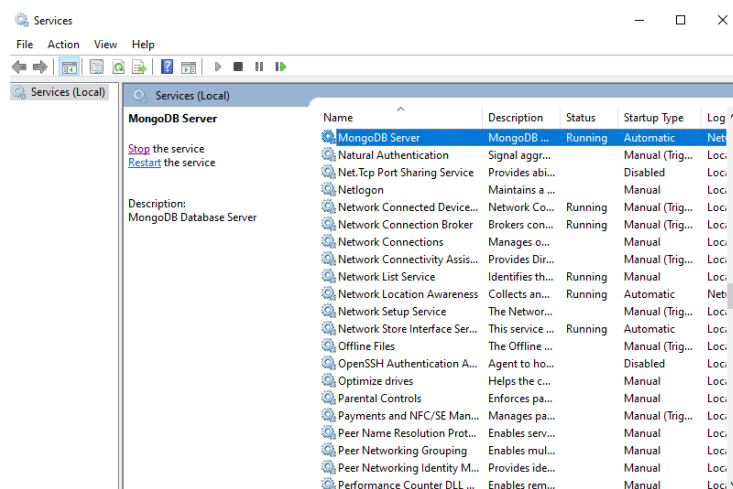 Services
File Action View Help
Services (Local)
Services (Local)
MongoDB Server
Stop the service
Restart the service
Description:
MongoDB Database Server
Name Description Status Startup Type Log
MongoDB Server MongoDB ... Running Automatic Net
Natural Authentication Signal aggr... Manual (Trig... Loca
Net.Tcp Port Sharing Service Provides abi... Disabled Loca
Netlogon Maintains a ... Manual Loca
Network Connected Device... Network Co... Running Manual (Trig... Loca
Network Connection Broker Brokers con... Running Manual (Trig... Loca
Network Connections Manages o... Manual Loca
Network Connectivity Assis... Provides Dir... Manual (Trig... Loca
Network List Service Identifies th... Running Manual Loca
Network Location Awareness Collects an... Running Automatic Net
Network Setup Service The Networ... Manual (Trig... Loca
Network Store Interface Ser... This service ... Running Automatic Loca
Offline Files The Offline ... Manual (Trig... Loca
OpenSSH Authentication A... Agent to ho... Disabled Loca
Optimize drives Helps the c... Manual Loca
Parental Controls Enforces pa... Manual Loca
Payments and NFC/SE Man... Manages pa... Manual (Trig... Loca
Peer Name Resolution Prot... Enables serv... Manual Loca
Peer Networking Grouping Enables mul... Manual Loca
Peer Networking Identity M... Provides ide... Manual Loca
Performance Counter DLL ... Enables rem... Manual Loca